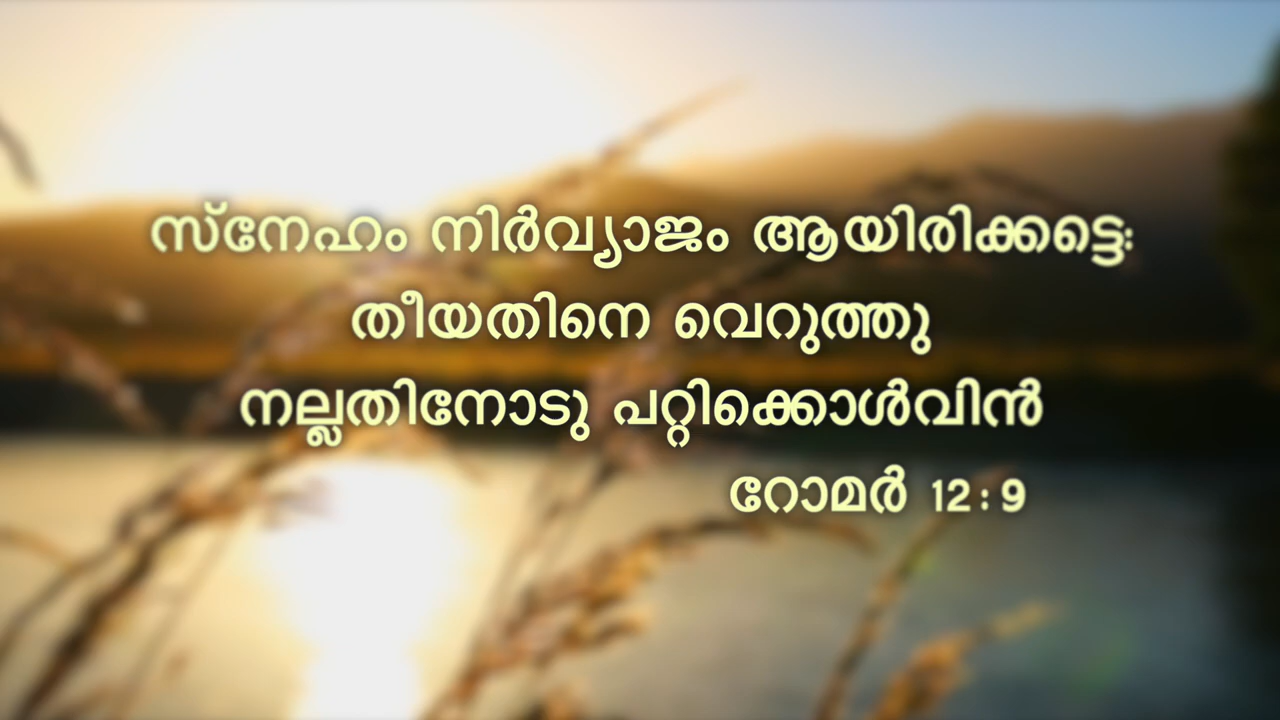 സ്നേഹം നിർവ്യാജം ആയിരിക്കട്ടെ:
തീയതിനെ വെറുത്തു
നല്ലതിനോടു പറ്റിക്കൊൾവിൻ
റോമർ 12:9